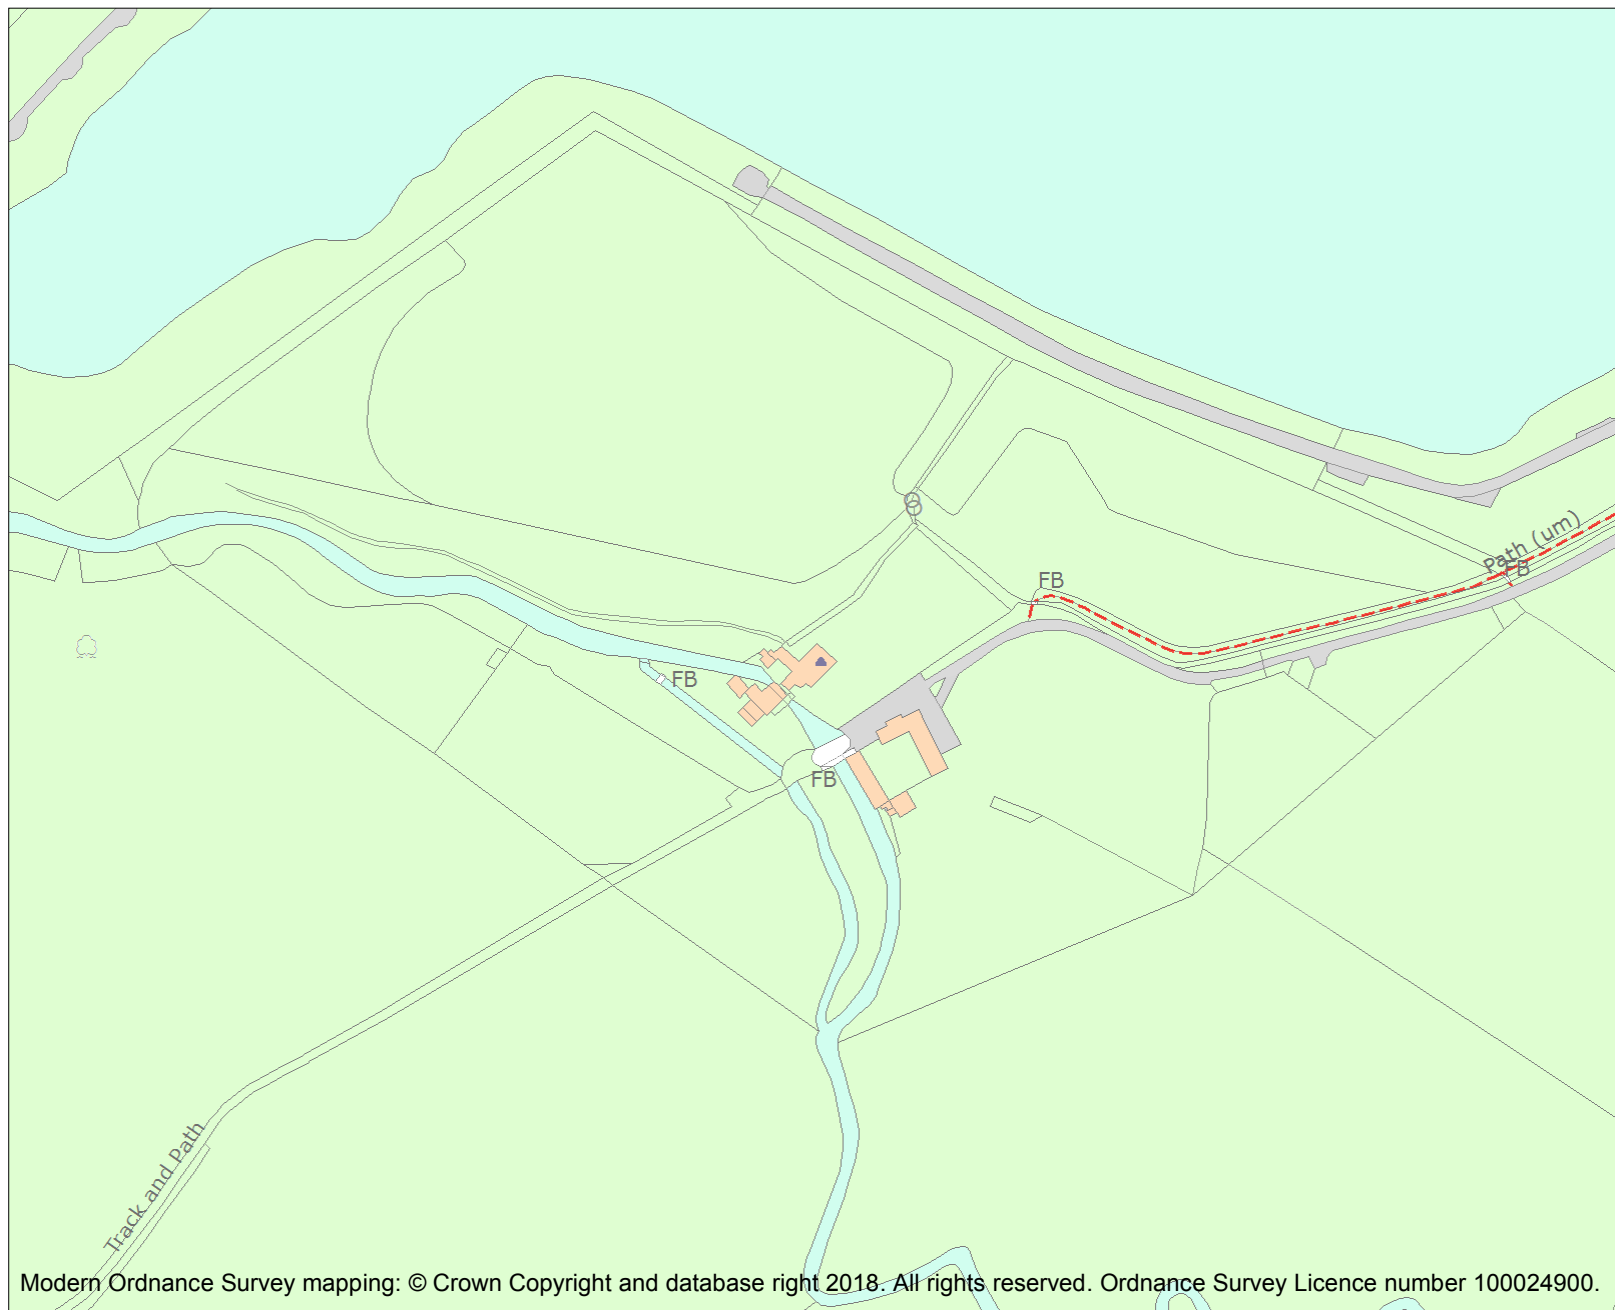 Path (um)
FB
FB
FB
FB
Track and Path
Modern Ordnance Survey mapping: © Crown Copyright and database right 2018. All rights reserved. Ordnance Survey Licence number 100024900.